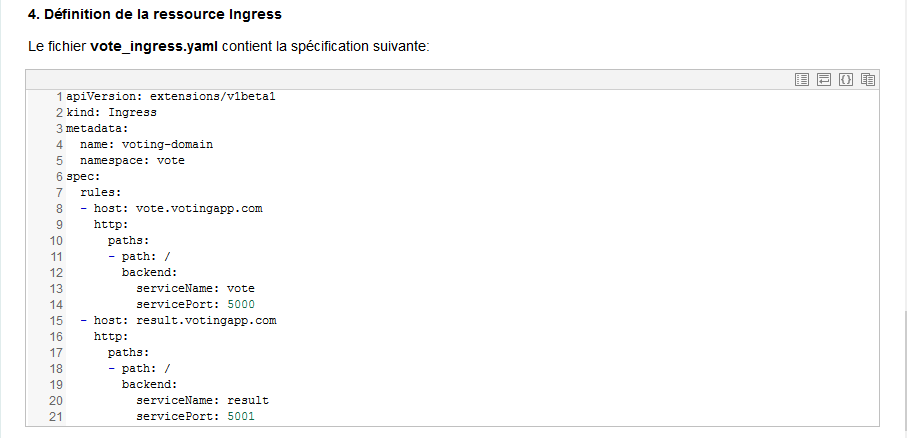 4. Définition de la ressource Ingress
Le fichier vote_ingress.yaml contient la spécification suivante:
1 apiVersion: extensions/v1beta1
2 kind: Ingress
3 metadata:
4   name: voting-domain
5   namespace: vote
6 spec:
7   rules:
8   - host: vote.votingapp.com
9     http:
10       paths:
11       - path: /
12         backend:
13           serviceName: vote
14           servicePort: 5000
15   - host: result.votingapp.com
16     http:
17       paths:
18       - path: /
19         backend:
20           serviceName: result
21           servicePort: 5001